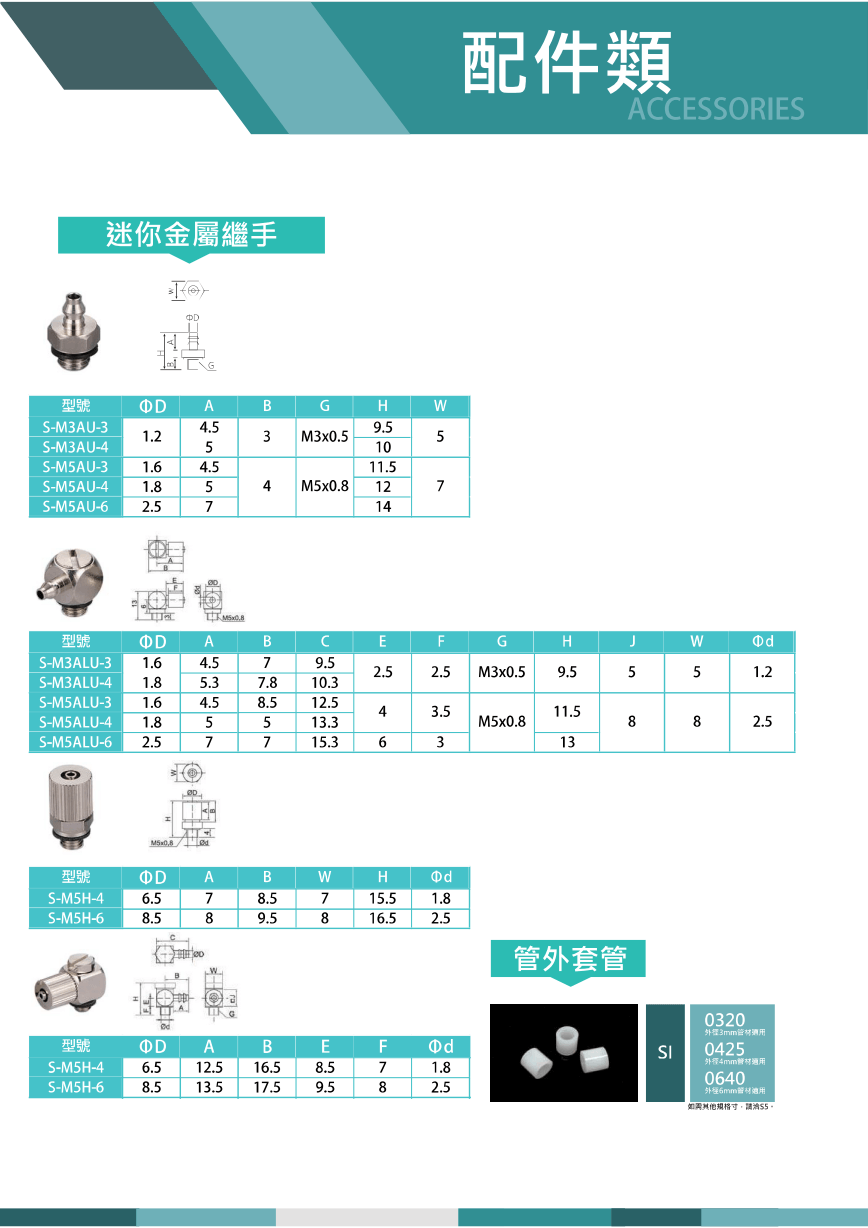 配件類
ACCESSORIES
迷你金屬繼手
W
ΦD
H A
B
G
型號 ΦD A B G H W
S-M3AU-3 1.2 4.5 3 M3x0.5 9.5 5
S-M3AU-4 5 10
S-M5AU-3 1.6 4.5 4 M5x0.8 11.5 7
S-M5AU-4 1.8 5 12
S-M5AU-6 2.5 7 14
A
B
E
F
Ød ØD
13 6
M5x0,8
型號 ΦD A B C E F G H J W Φd
S-M3ALU-3 1.6 4.5 7 9.5 2.5 2.5 M3x0.5 9.5 5 5 1.2
S-M3ALU-4 1.8 5.3 7.8 10.3
S-M5ALU-3 1.6 4.5 8.5 12.5 4 3.5 M5x0.8 11.5 8 8 2.5
S-M5ALU-4 1.8 5 5 13.3
S-M5ALU-6 2.5 7 7 15.3 6 3 13
W
ØD
H A B
4
M5x0,8 Ød
型號 ΦD A B W H Φd
S-M5H-4 6.5 7 8.5 7 15.5 1.8
S-M5H-6 8.5 8 9.5 8 16.5 2.5
C
ØD
B W
H E
F A J
G
Ød
型號 ΦD A B E F Φd
S-M5H-4 6.5 12.5 16.5 8.5 7 1.8
S-M5H-6 8.5 13.5 17.5 9.5 8 2.5
管外套管
SI
0320
外徑3mm管材適用
0425
外徑4mm管材適用
0640
外徑6mm管材適用
如需其他規格寸，請消S5。